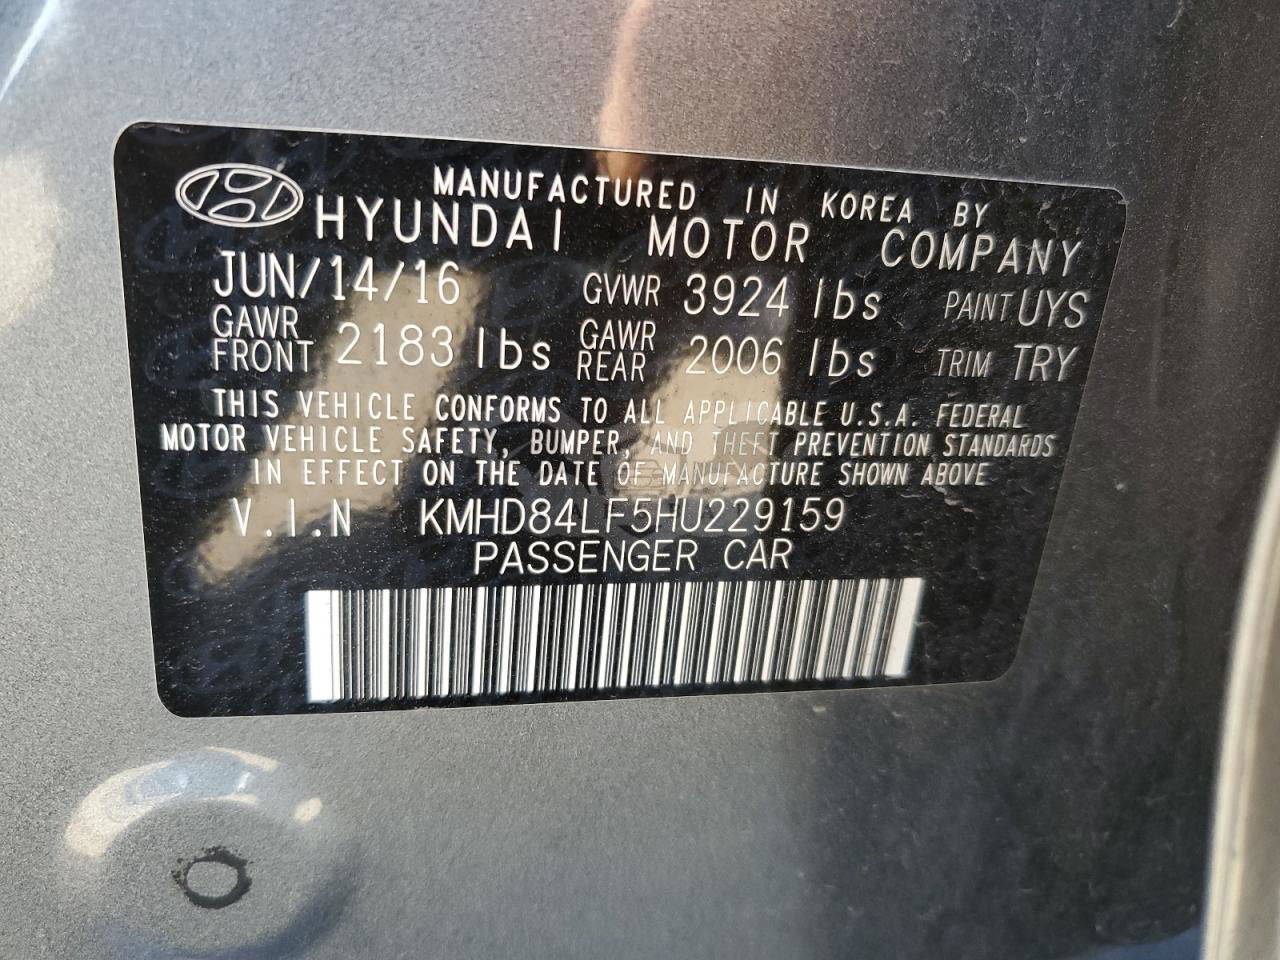 MANUFACTURED IN KOREA BY
HYUNDAI MOTOR COMPANY
JUN/14/16 GVWR 3924 lbs PAINT UYS
GAWR FRONT 2183 lbs GAWR REAR 2006 lbs TRIM TRY
THIS VEHICLE CONFORMS TO ALL APPLICABLE U.S.A. FEDERAL
MOTOR VEHICLE SAFETY, BUMPER, AND THEFT PREVENTION STANDARDS
IN EFFECT ON THE DATE OF MANUFACTURE SHOWN ABOVE
V.I.N KMHD84LF5HU229159
PASSENGER CAR